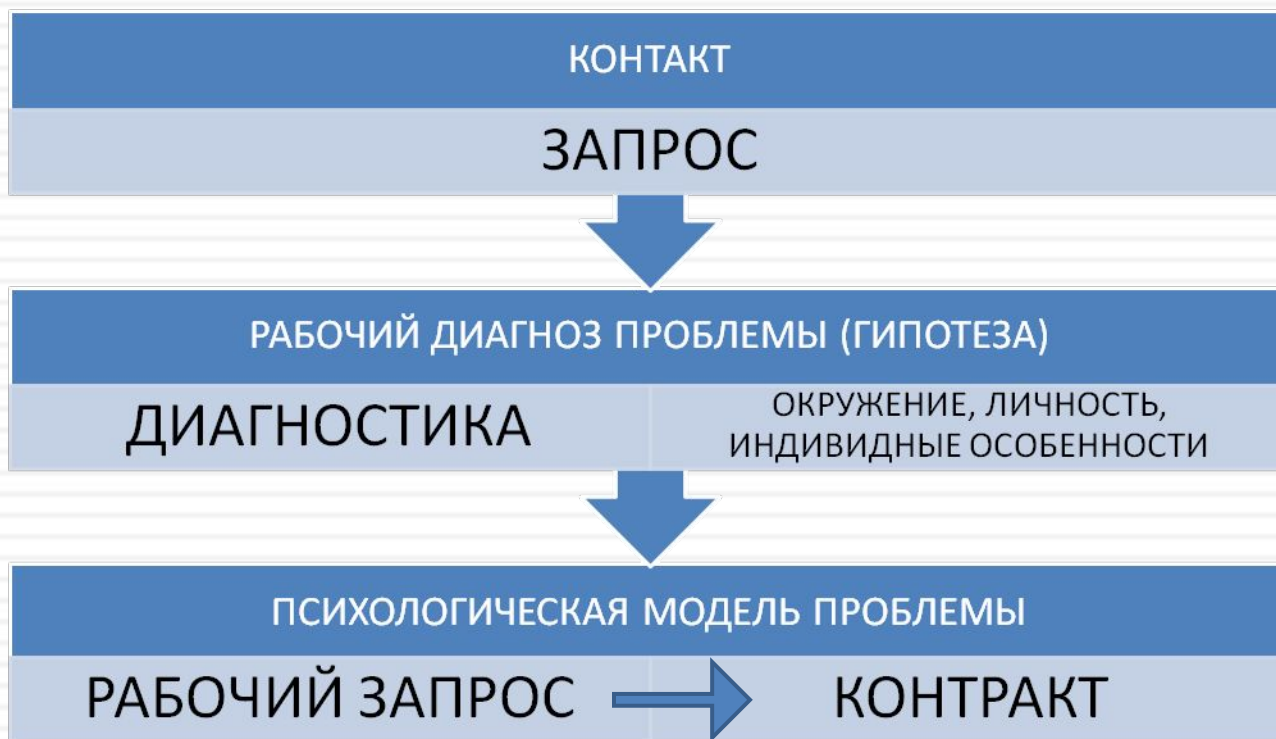 КОНТАКТ
ЗАПРОС
РАБОЧИЙ ДИАГНОЗ ПРОБЛЕМЫ (ГИПОТЕЗА)
ДИАГНОСТИКА
ОКРУЖЕНИЕ, ЛИЧНОСТЬ,
ИНДИВИДНЫЕ ОСОБЕННОСТИ
ПСИХОЛОГИЧЕСКАЯ МОДЕЛЬ ПРОБЛЕМЫ
РАБОЧИЙ ЗАПРОС
КОНТРАКТ